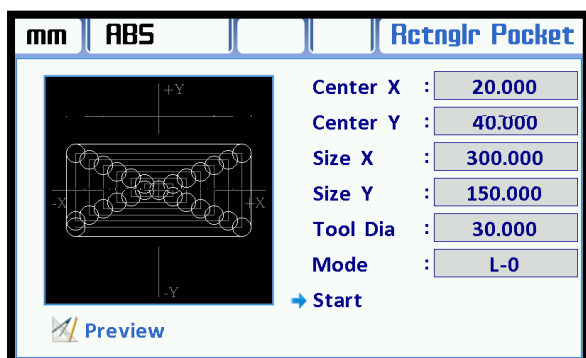 mm ABS Rctnglr Pocket
+Y
-X +X
-Y
Preview
Center X : 20.000
Center Y : 40.000
Size X : 300.000
Size Y : 150.000
Tool Dia : 30.000
Mode : L-0
Start